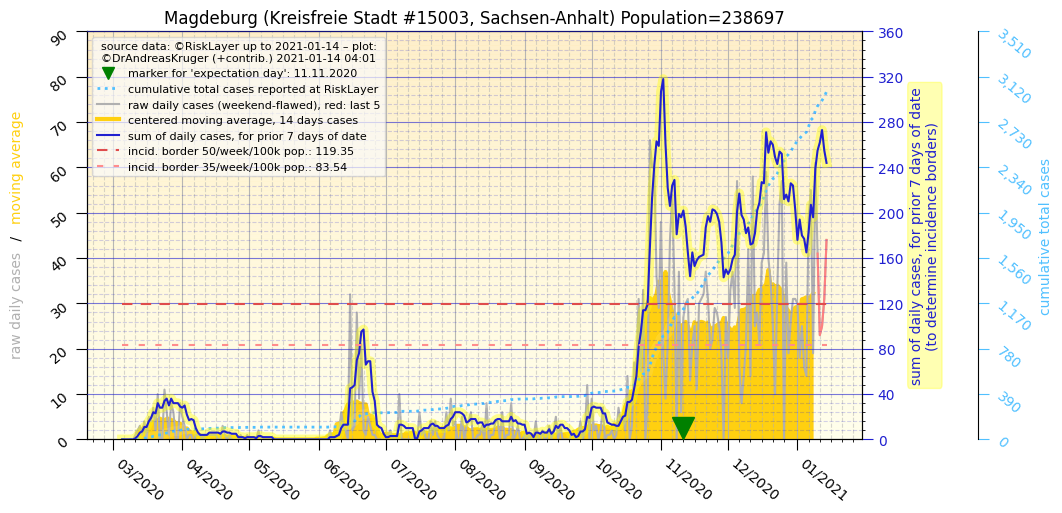 Magdeburg (Kreisfreie Stadt #15003, Sachsen-Anhalt) Population=238697
source data: ©RiskLayer up to 2021-01-14 – plot:
©DrAndreasKruger (+contrib.) 2021-01-14 04:01
marker for 'expectation day': 11.11.2020
cumulative total cases reported at RiskLayer
raw daily cases (weekend-flawed), red: last 5
centered moving average, 14 days cases
sum of daily cases, for prior 7 days of date
incid. border 50/week/100k pop.: 119.35
incid. border 35/week/100k pop.: 83.54
raw daily cases / moving average
90
80
70
60
50
40
30
20
10
0
03/2020
04/2020
05/2020
06/2020
07/2020
08/2020
09/2020
10/2020
11/2020
12/2020
01/2021
360
320
280
240
200
160
120
80
40
0
sum of daily cases, for prior 7 days of date
(to determine incidence borders)
3,510
3,120
2,730
2,340
1,950
1,560
1,170
780
390
0
cumulative total cases